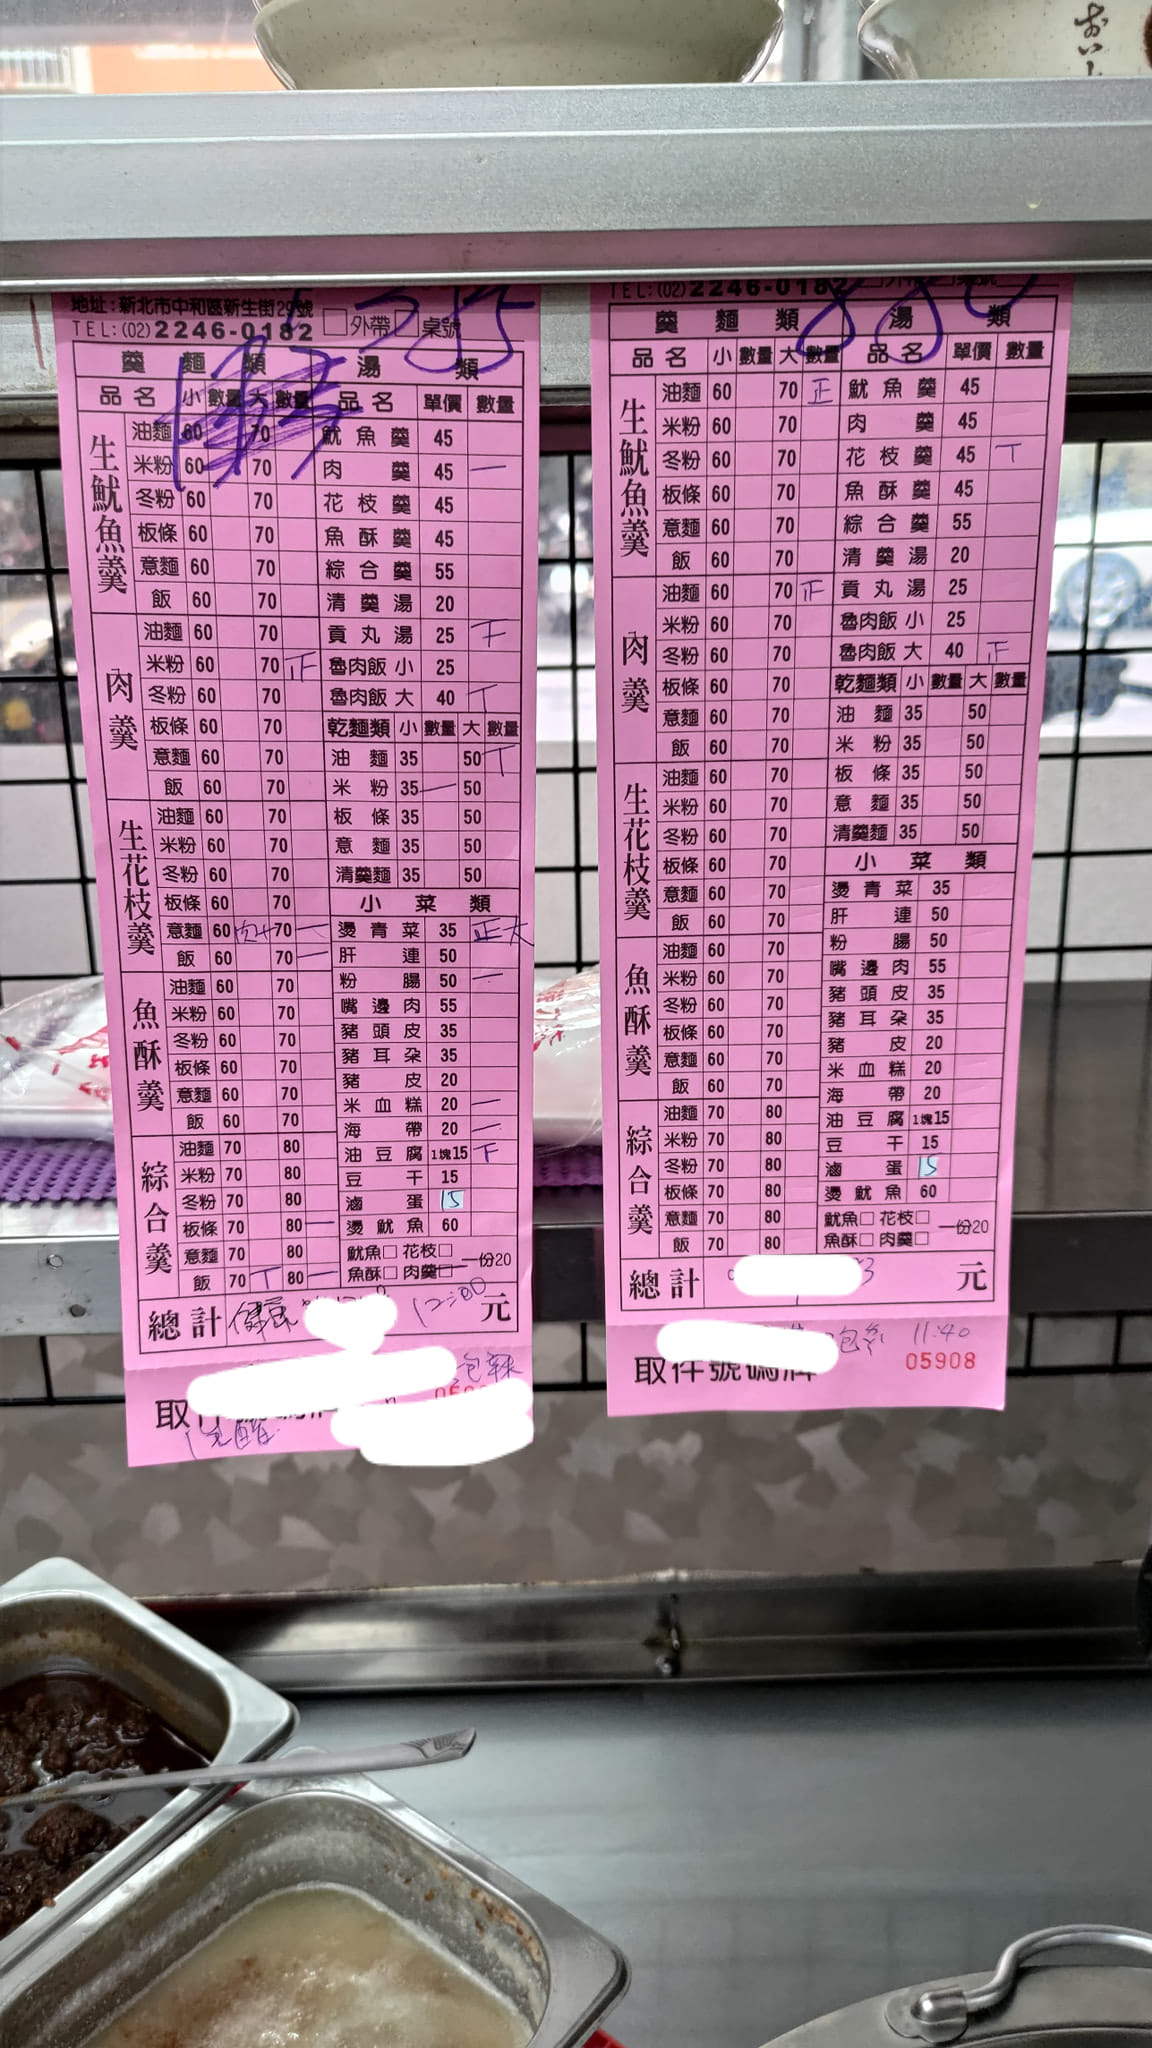 地址：新北市中和區新生街29號
TEL:(02)2246-0182 □外帶□桌號
羹麵類 湯類
品名 小 數量 大 數量 品名 單價 數量
生魷魚羹
油麵 60 70 魷魚羹 45
米粉 60 70 肉羹 45 一
冬粉 60 70 花枝羹 45
板條 60 70 魚酥羹 45
意麵 60 70 綜合羹 55
飯 60 70 清羹湯 20
肉羹
油麵 60 70 貢丸湯 25 下
米粉 60 70 正 魯肉飯 小 25
冬粉 60 70 魯肉飯 大 40 丅
板條 60 70 乾麵類 小 數量 大 數量
意麵 60 70 油麵 35 50 丅
飯 60 70 米粉 35 一 50
生花枝羹
油麵 60 70 板條 35 50
米粉 60 70 意麵 35 50
冬粉 60 70 清羹麵 35 50
板條 60 70 小菜類
意麵 60 70 一 燙青菜 35 正
飯 60 70 一 肝連 50
魚酥羹
油麵 60 70 粉腸 50 一
米粉 60 70 嘴邊肉 55
冬粉 60 70 豬頭皮 35
板條 60 70 豬耳朵 35
意麵 60 70 豬皮 20
飯 60 70 米血糕 20 一
綜合羹
油麵 70 80 海帶 20 一
米粉 70 80 油豆腐 1塊15 下
冬粉 70 80 豆干 15
板條 70 80 一 滷蛋 15
意麵 70 80 燙魷魚 60
飯 70 丅 80 一 魷魚□ 花枝□ 魚酥□ 肉羹□ 一份20
總計 12:00 元
包辣
取
TEL:(02)2246-0182
羹麵類 湯類
品名 小 數量 大 數量 品名 單價 數量
生魷魚羹
油麵 60 70 正 魷魚羹 45
米粉 60 70 肉羹 45
冬粉 60 70 花枝羹 45 丅
板條 60 70 魚酥羹 45
意麵 60 70 綜合羹 55
飯 60 70 清羹湯 20
肉羹
油麵 60 70 正 貢丸湯 25
米粉 60 70 魯肉飯 小 25
冬粉 60 70 魯肉飯 大 40 正
板條 60 70 乾麵類 小 數量 大 數量
意麵 60 70 油麵 35 50
飯 60 70 米粉 35 50
生花枝羹
油麵 60 70 板條 35 50
米粉 60 70 意麵 35 50
冬粉 60 70 清羹麵 35 50
板條 60 70 小菜類
意麵 60 70 燙青菜 35
飯 60 70 肝連 50
魚酥羹
油麵 60 70 粉腸 50
米粉 60 70 嘴邊肉 55
冬粉 60 70 豬頭皮 35
板條 60 70 豬耳朵 35
意麵 60 70 豬皮 20
飯 60 70 米血糕 20
綜合羹
油麵 70 80 海帶 20
米粉 70 80 油豆腐 1塊15
冬粉 70 80 豆干 15
板條 70 80 滷蛋 15
意麵 70 80 燙魷魚 60
飯 70 80 魷魚□ 花枝□ 魚酥□ 肉羹□ 一份20
總計 元
11:40
取件號碼牌 05908